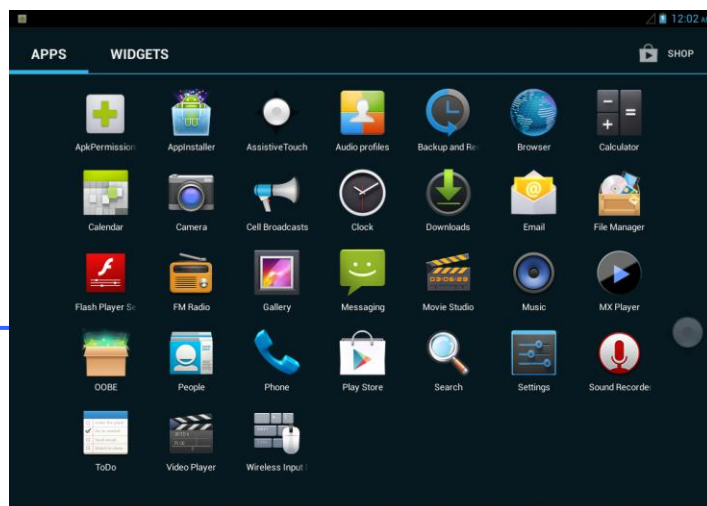 12:02 AM
APPS WIDGETS SHOP
ApkPermission AppInstaller AssistiveTouch Audio profiles Backup and Re Browser Calculator
Calendar Camera Cell Broadcasts Clock Downloads Email File Manager
Flash Player Se FM Radio Gallery Messaging Movie Studio Music MX Player
OOBE People Phone Play Store Search Settings Sound Recorder
ToDo Video Player Wireless Input